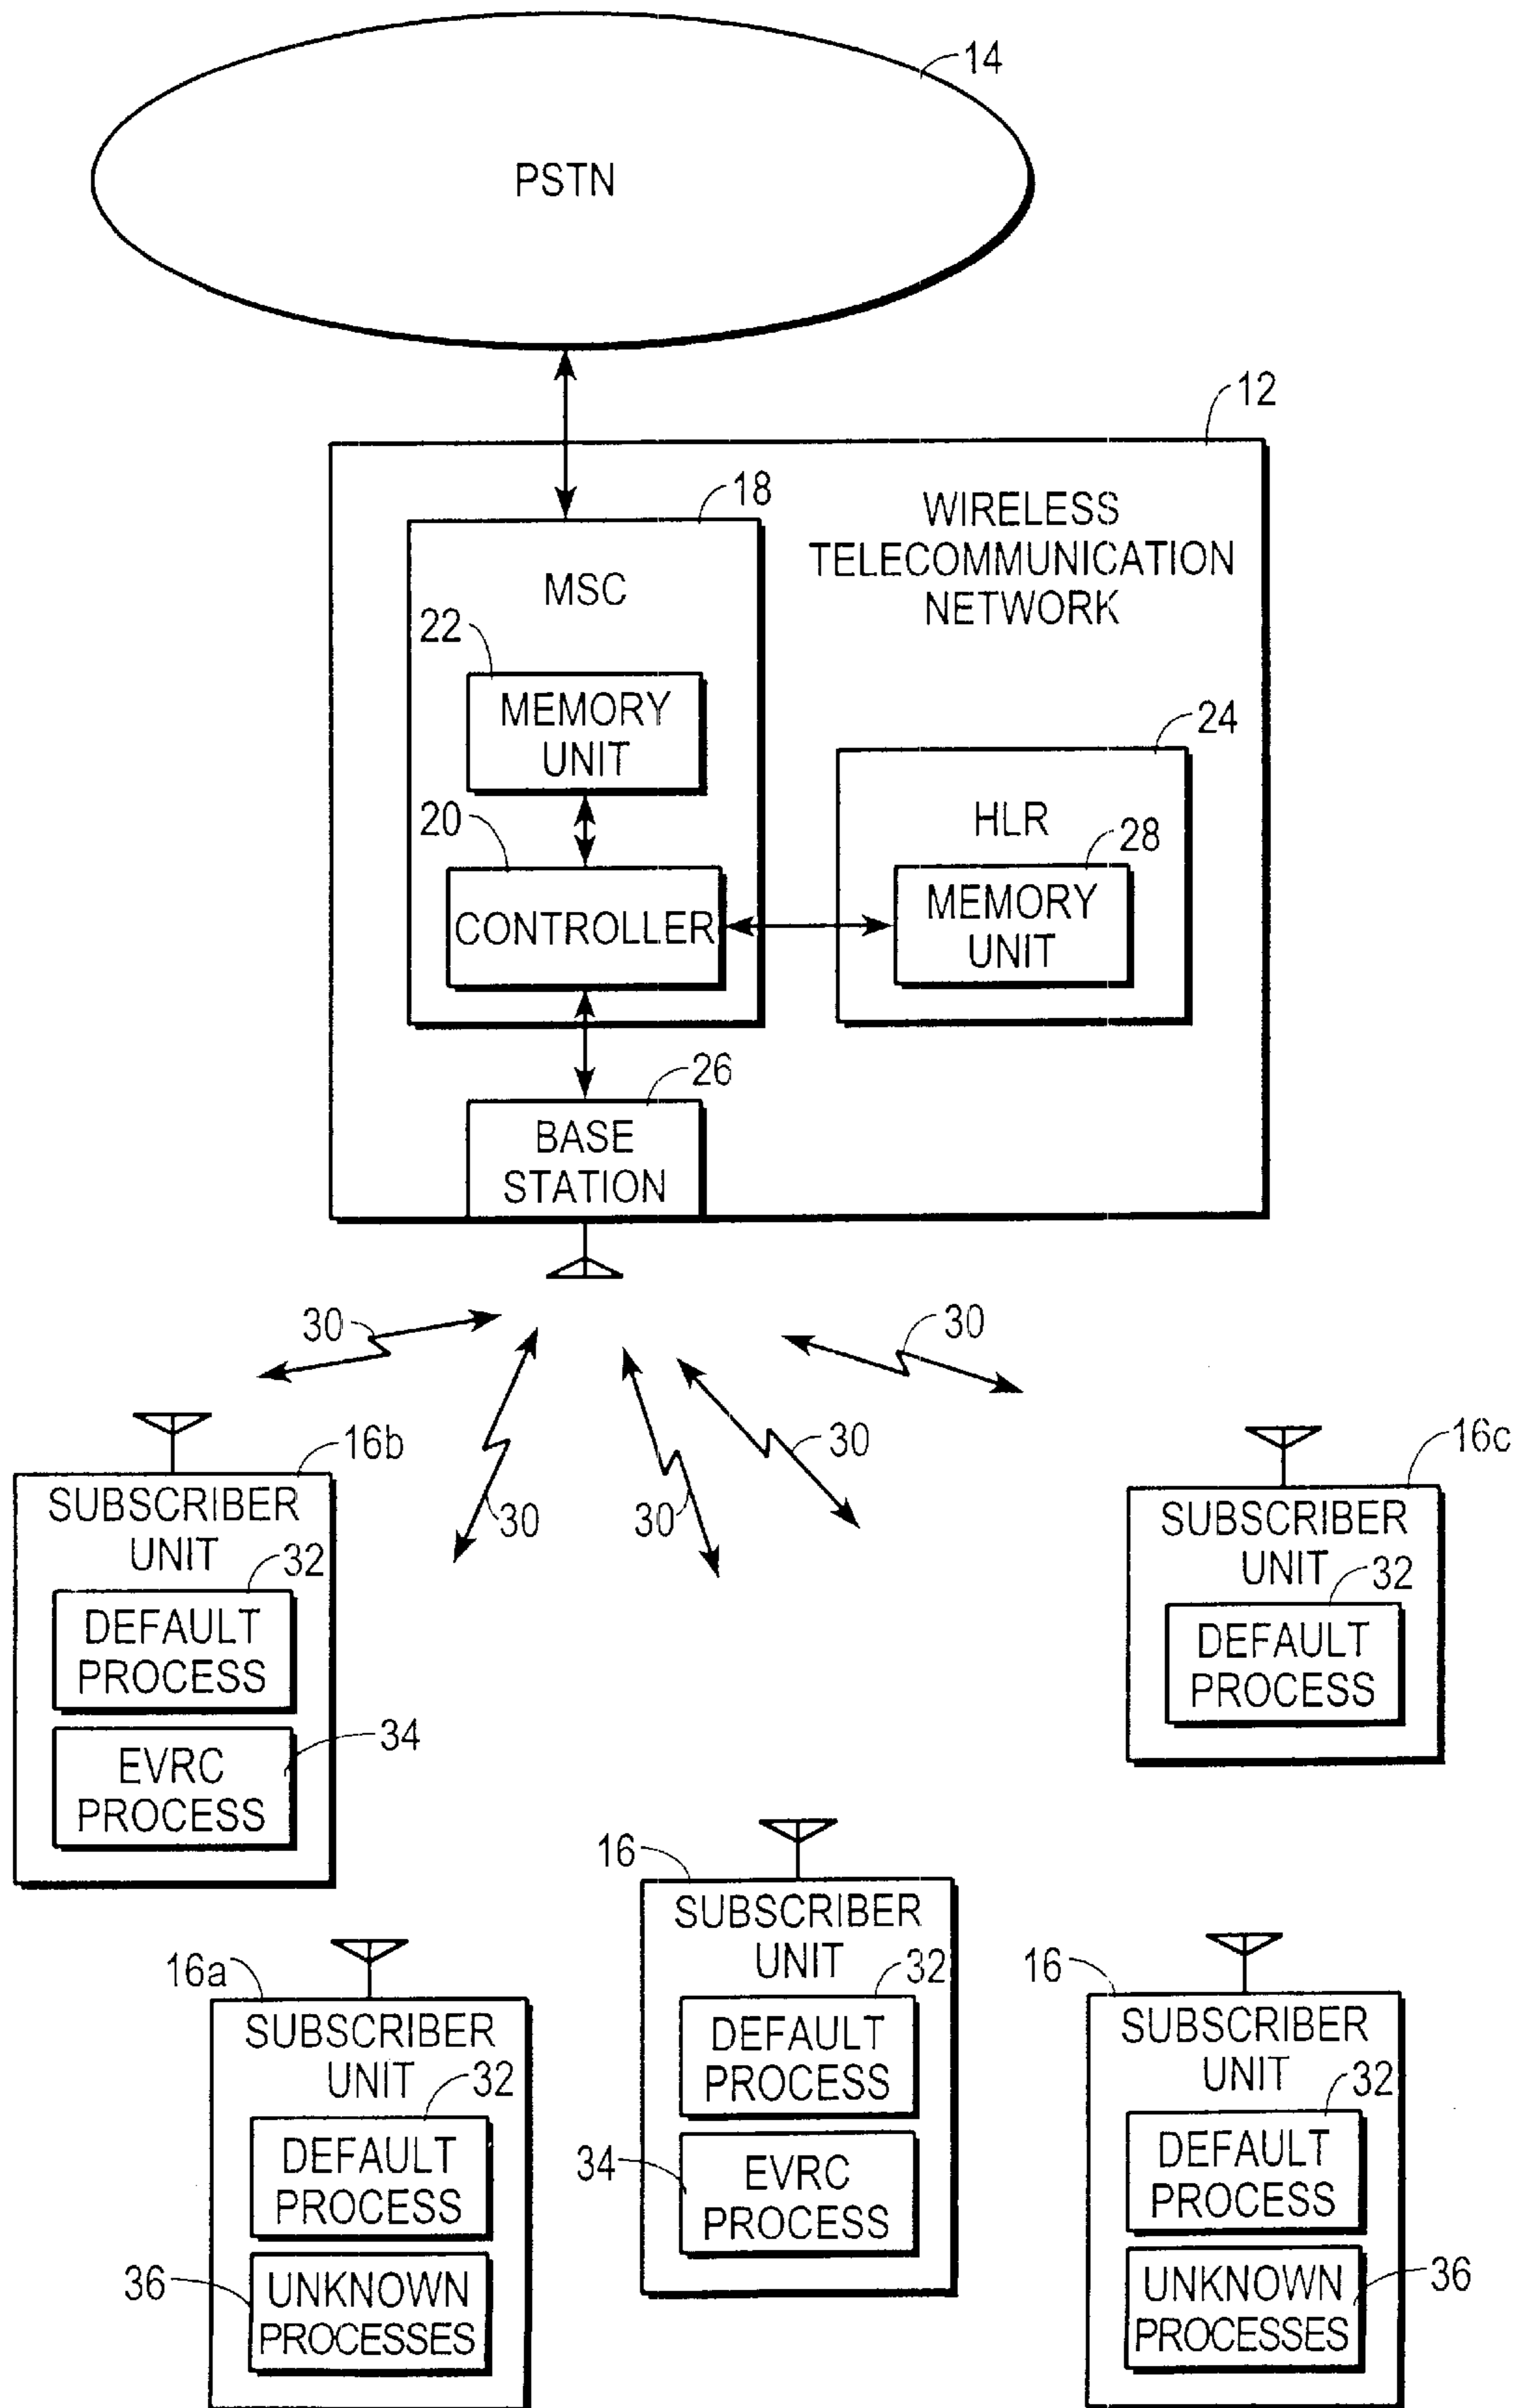 14
PSTN
12
18
WIRELESS
TELECOMMUNICATION
NETWORK
MSC
22
MEMORY
UNIT
24
HLR
20
28
CONTROLLER
MEMORY
UNIT
26
BASE
STATION
30
30
30
30
30
16b
SUBSCRIBER
UNIT
32
DEFAULT
PROCESS
34
EVRC
PROCESS
16c
SUBSCRIBER
UNIT
32
DEFAULT
PROCESS
16a
SUBSCRIBER
UNIT
32
DEFAULT
PROCESS
36
UNKNOWN
PROCESSES
16
SUBSCRIBER
UNIT
32
DEFAULT
PROCESS
34
EVRC
PROCESS
16
SUBSCRIBER
UNIT
32
DEFAULT
PROCESS
36
UNKNOWN
PROCESSES